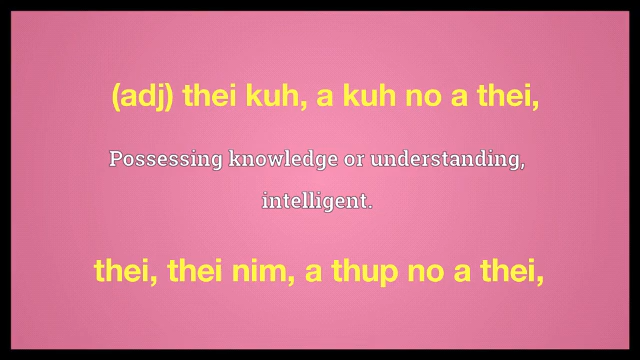 (adj) thei kuh, a kuh no a thei,
Possessing knowledge or understanding,
intelligent.
thei, thei nim, a thup no a thei,